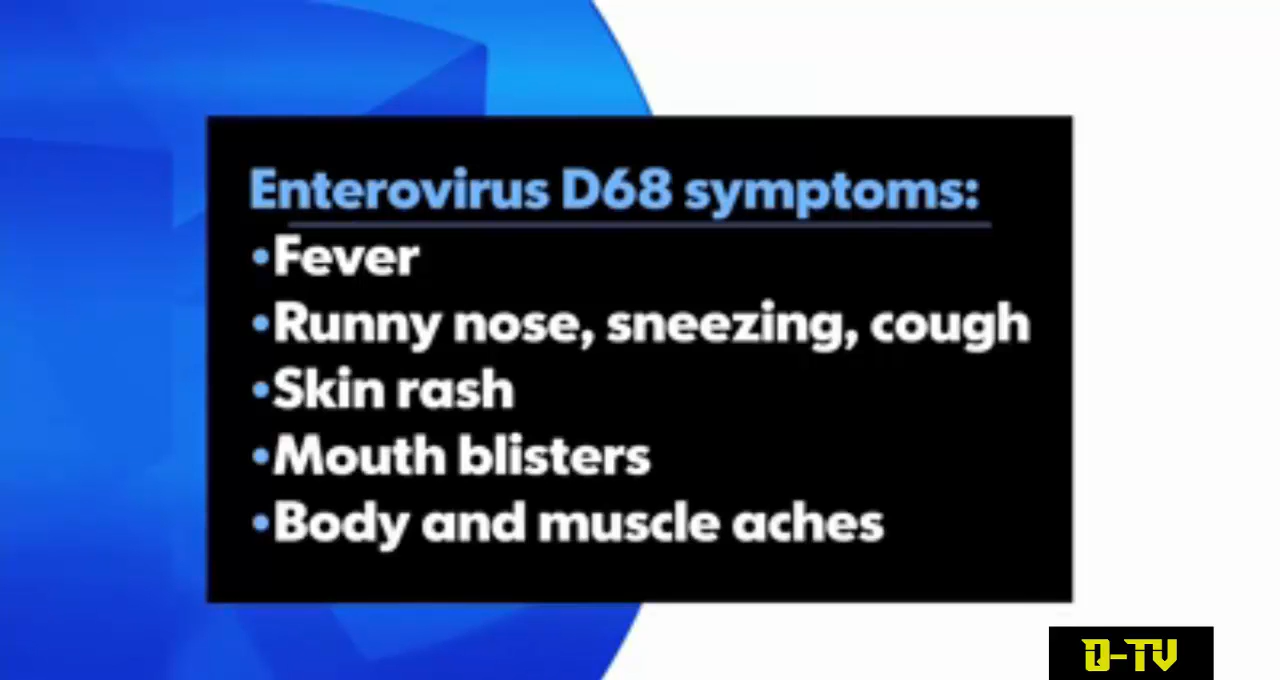 Enterovirus D68 symptoms:
•Fever
•Runny nose, sneezing, cough
•Skin rash
•Mouth blisters
•Body and muscle aches
D-TV